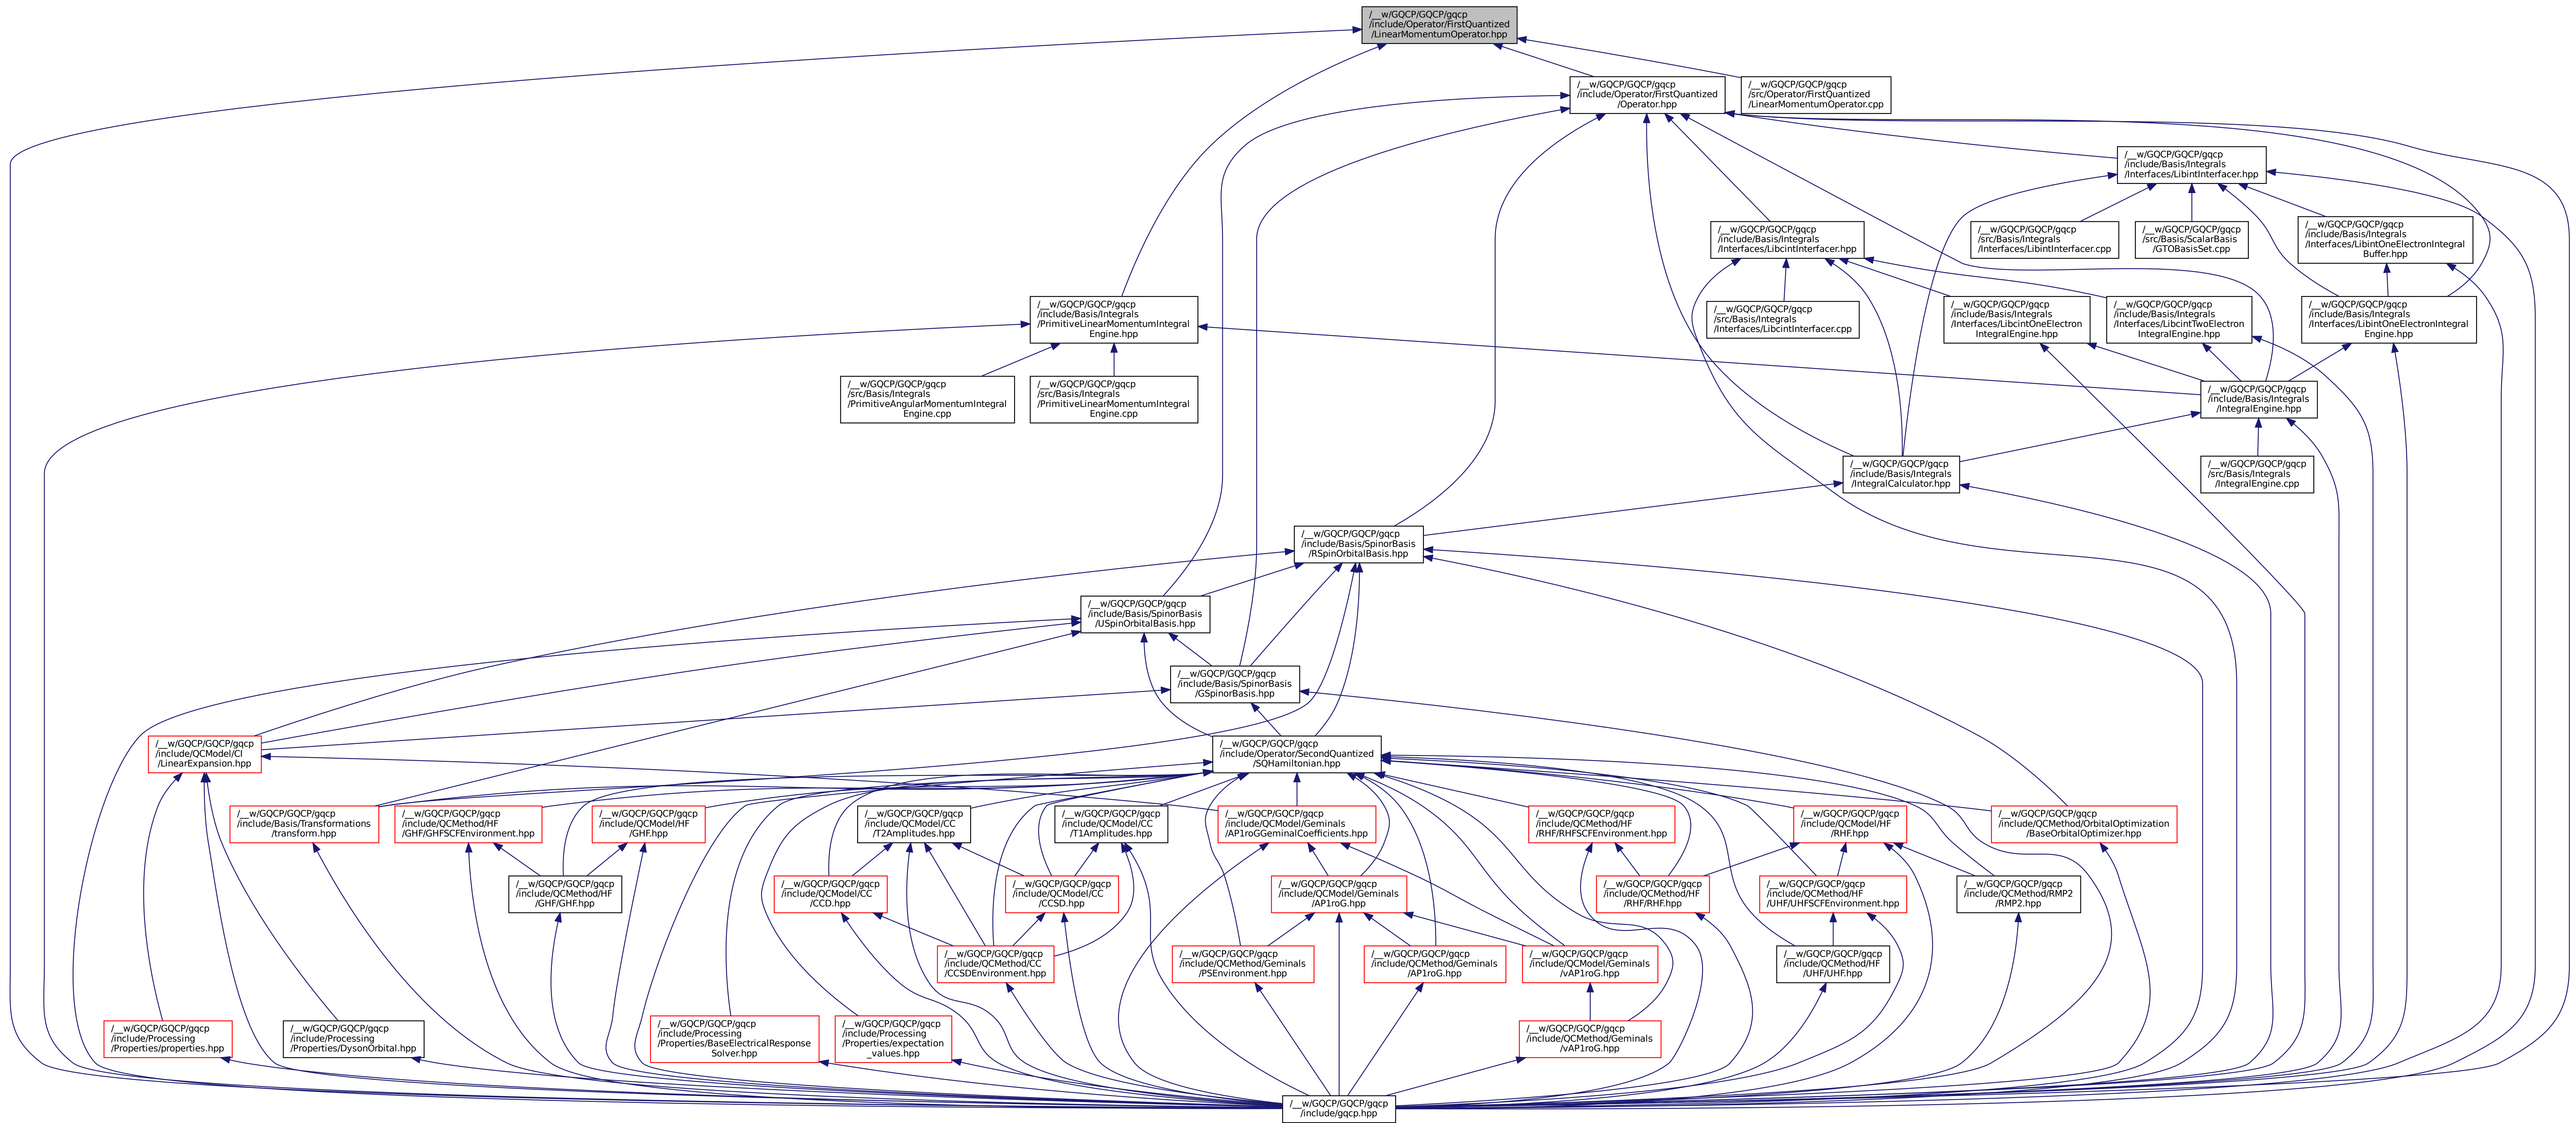 /__w/GQCP/GQCP/gqcp
/include/Operator/FirstQuantized
/LinearMomentumOperator.hpp
/__w/GQCP/GQCP/gqcp
/include/Operator/FirstQuantized
/Operator.hpp
/__w/GQCP/GQCP/gqcp
/src/Operator/FirstQuantized
/LinearMomentumOperator.cpp
/__w/GQCP/GQCP/gqcp
/include/Basis/Integrals
/Interfaces/LibintInterfacer.hpp
/__w/GQCP/GQCP/gqcp
/include/Basis/Integrals
/Interfaces/LibcintInterfacer.hpp
/__w/GQCP/GQCP/gqcp
/src/Basis/Integrals
/Interfaces/LibintInterfacer.cpp
/__w/GQCP/GQCP/gqcp
/src/Basis/ScalarBasis
/GTOBasisSet.cpp
/__w/GQCP/GQCP/gqcp
/include/Basis/Integrals
/Interfaces/LibintOneElectronIntegral
Buffer.hpp
/__w/GQCP/GQCP/gqcp
/include/Basis/Integrals
/PrimitiveLinearMomentumIntegral
Engine.hpp
/__w/GQCP/GQCP/gqcp
/src/Basis/Integrals
/Interfaces/LibcintInterfacer.cpp
/__w/GQCP/GQCP/gqcp
/include/Basis/Integrals
/Interfaces/LibcintOneElectron
IntegralEngine.hpp
/__w/GQCP/GQCP/gqcp
/include/Basis/Integrals
/Interfaces/LibcintTwoElectron
IntegralEngine.hpp
/__w/GQCP/GQCP/gqcp
/include/Basis/Integrals
/Interfaces/LibintOneElectronIntegral
Engine.hpp
/__w/GQCP/GQCP/gqcp
/src/Basis/Integrals
/PrimitiveAngularMomentumIntegral
Engine.cpp
/__w/GQCP/GQCP/gqcp
/src/Basis/Integrals
/PrimitiveLinearMomentumIntegral
Engine.cpp
/__w/GQCP/GQCP/gqcp
/include/Basis/Integrals
/IntegralEngine.hpp
/__w/GQCP/GQCP/gqcp
/include/Basis/Integrals
/IntegralCalculator.hpp
/__w/GQCP/GQCP/gqcp
/src/Basis/Integrals
/IntegralEngine.cpp
/__w/GQCP/GQCP/gqcp
/include/Basis/SpinorBasis
/RSpinOrbitalBasis.hpp
/__w/GQCP/GQCP/gqcp
/include/Basis/SpinorBasis
/USpinOrbitalBasis.hpp
/__w/GQCP/GQCP/gqcp
/include/Basis/SpinorBasis
/GSpinorBasis.hpp
/__w/GQCP/GQCP/gqcp
/include/QCModel/CI
/LinearExpansion.hpp
/__w/GQCP/GQCP/gqcp
/include/Operator/SecondQuantized
/SQHamiltonian.hpp
/__w/GQCP/GQCP/gqcp
/include/Basis/Transformations
/transform.hpp
/__w/GQCP/GQCP/gqcp
/include/QCMethod/HF
/GHF/GHFSCFEnvironment.hpp
/__w/GQCP/GQCP/gqcp
/include/QCModel/HF
/GHF.hpp
/__w/GQCP/GQCP/gqcp
/include/QCModel/CC
/T2Amplitudes.hpp
/__w/GQCP/GQCP/gqcp
/include/QCModel/CC
/T1Amplitudes.hpp
/__w/GQCP/GQCP/gqcp
/include/QCModel/Geminals
/AP1roGGeminalCoefficients.hpp
/__w/GQCP/GQCP/gqcp
/include/QCMethod/HF
/RHF/RHFSCFEnvironment.hpp
/__w/GQCP/GQCP/gqcp
/include/QCModel/HF
/RHF.hpp
/__w/GQCP/GQCP/gqcp
/include/QCMethod/OrbitalOptimization
/BaseOrbitalOptimizer.hpp
/__w/GQCP/GQCP/gqcp
/include/QCMethod/HF
/GHF/GHF.hpp
/__w/GQCP/GQCP/gqcp
/include/QCModel/CC
/CCD.hpp
/__w/GQCP/GQCP/gqcp
/include/QCModel/CC
/CCSD.hpp
/__w/GQCP/GQCP/gqcp
/include/QCModel/Geminals
/AP1roG.hpp
/__w/GQCP/GQCP/gqcp
/include/QCMethod/HF
/RHF/RHF.hpp
/__w/GQCP/GQCP/gqcp
/include/QCMethod/HF
/UHF/UHFSCFEnvironment.hpp
/__w/GQCP/GQCP/gqcp
/include/QCMethod/RMP2
/RMP2.hpp
/__w/GQCP/GQCP/gqcp
/include/QCMethod/CC
/CCSDEnvironment.hpp
/__w/GQCP/GQCP/gqcp
/include/QCMethod/Geminals
/PSEnvironment.hpp
/__w/GQCP/GQCP/gqcp
/include/QCMethod/Geminals
/AP1roG.hpp
/__w/GQCP/GQCP/gqcp
/include/QCModel/Geminals
/vAP1roG.hpp
/__w/GQCP/GQCP/gqcp
/include/QCMethod/HF
/UHF/UHF.hpp
/__w/GQCP/GQCP/gqcp
/include/Processing
/Properties/properties.hpp
/__w/GQCP/GQCP/gqcp
/include/Processing
/Properties/DysonOrbital.hpp
/__w/GQCP/GQCP/gqcp
/include/Processing
/Properties/BaseElectricalResponse
Solver.hpp
/__w/GQCP/GQCP/gqcp
/include/Processing
/Properties/expectation
_values.hpp
/__w/GQCP/GQCP/gqcp
/include/QCMethod/Geminals
/vAP1roG.hpp
/__w/GQCP/GQCP/gqcp
/include/gqcp.hpp